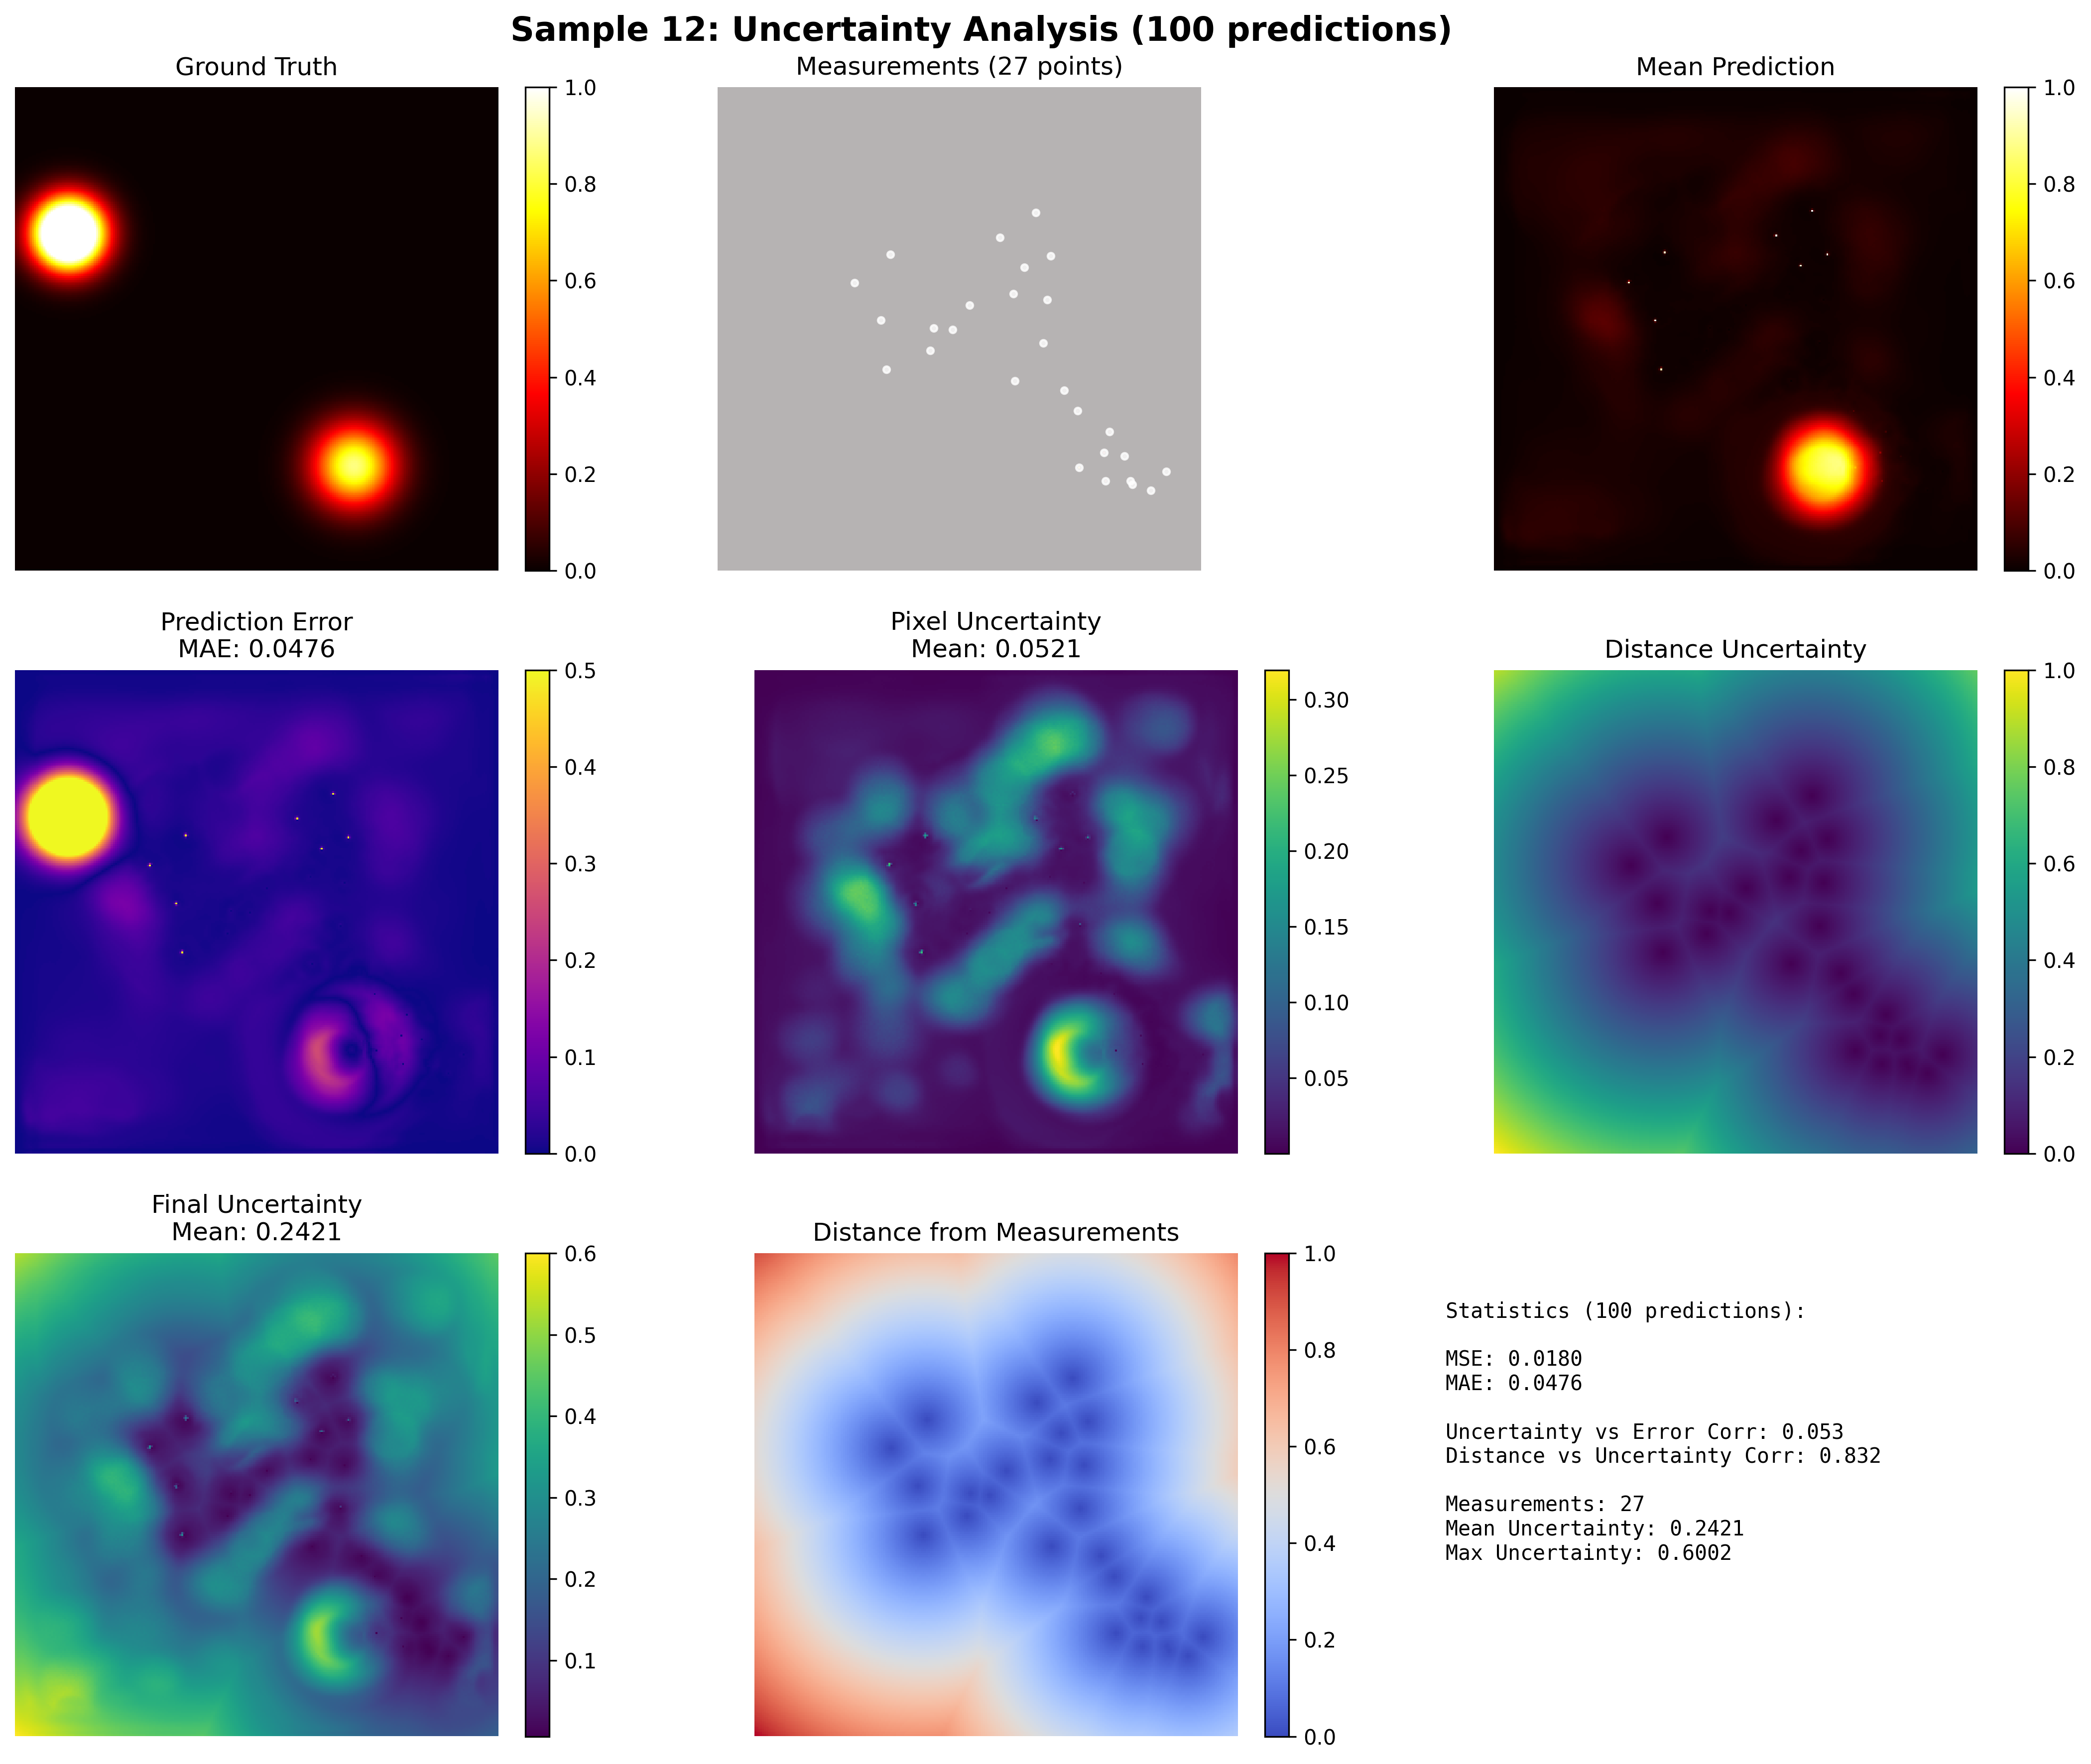 Sample 12: Uncertainty Analysis (100 predictions)
Ground Truth
1.0
0.8
0.6
0.4
0.2
0.0
Measurements (27 points)
Mean Prediction
1.0
0.8
0.6
0.4
0.2
0.0
Prediction Error
MAE: 0.0476
0.5
0.4
0.3
0.2
0.1
0.0
Pixel Uncertainty
Mean: 0.0521
0.30
0.25
0.20
0.15
0.10
0.05
Distance Uncertainty
1.0
0.8
0.6
0.4
0.2
0.0
Final Uncertainty
Mean: 0.2421
0.6
0.5
0.4
0.3
0.2
0.1
Distance from Measurements
1.0
0.8
0.6
0.4
0.2
0.0
Statistics (100 predictions):
MSE: 0.0180
MAE: 0.0476
Uncertainty vs Error Corr: 0.053
Distance vs Uncertainty Corr: 0.832
Measurements: 27
Mean Uncertainty: 0.2421
Max Uncertainty: 0.6002